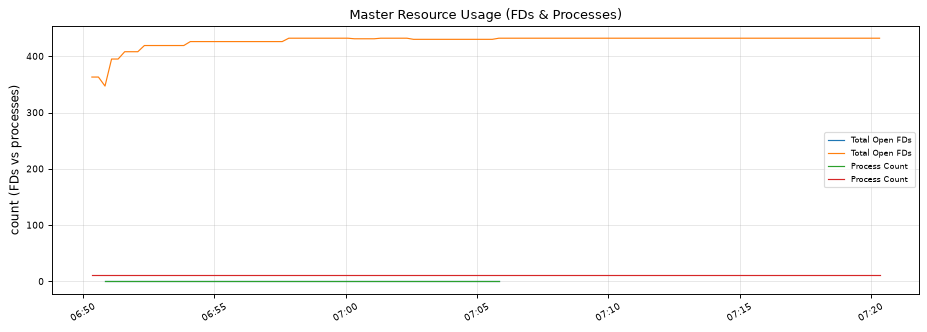 Master Resource Usage (FDs & Processes)
count (FDs vs processes)
400
300
200
100
0
Total Open FDs
Total Open FDs
Process Count
Process Count
06:50
06:55
07:00
07:05
07:10
07:15
07:20